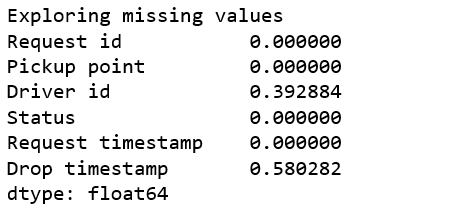 Exploring missing values
Request id 0.000000
Pickup point 0.000000
Driver id 0.392884
Status 0.000000
Request timestamp 0.000000
Drop timestamp 0.580282
dtype: float64